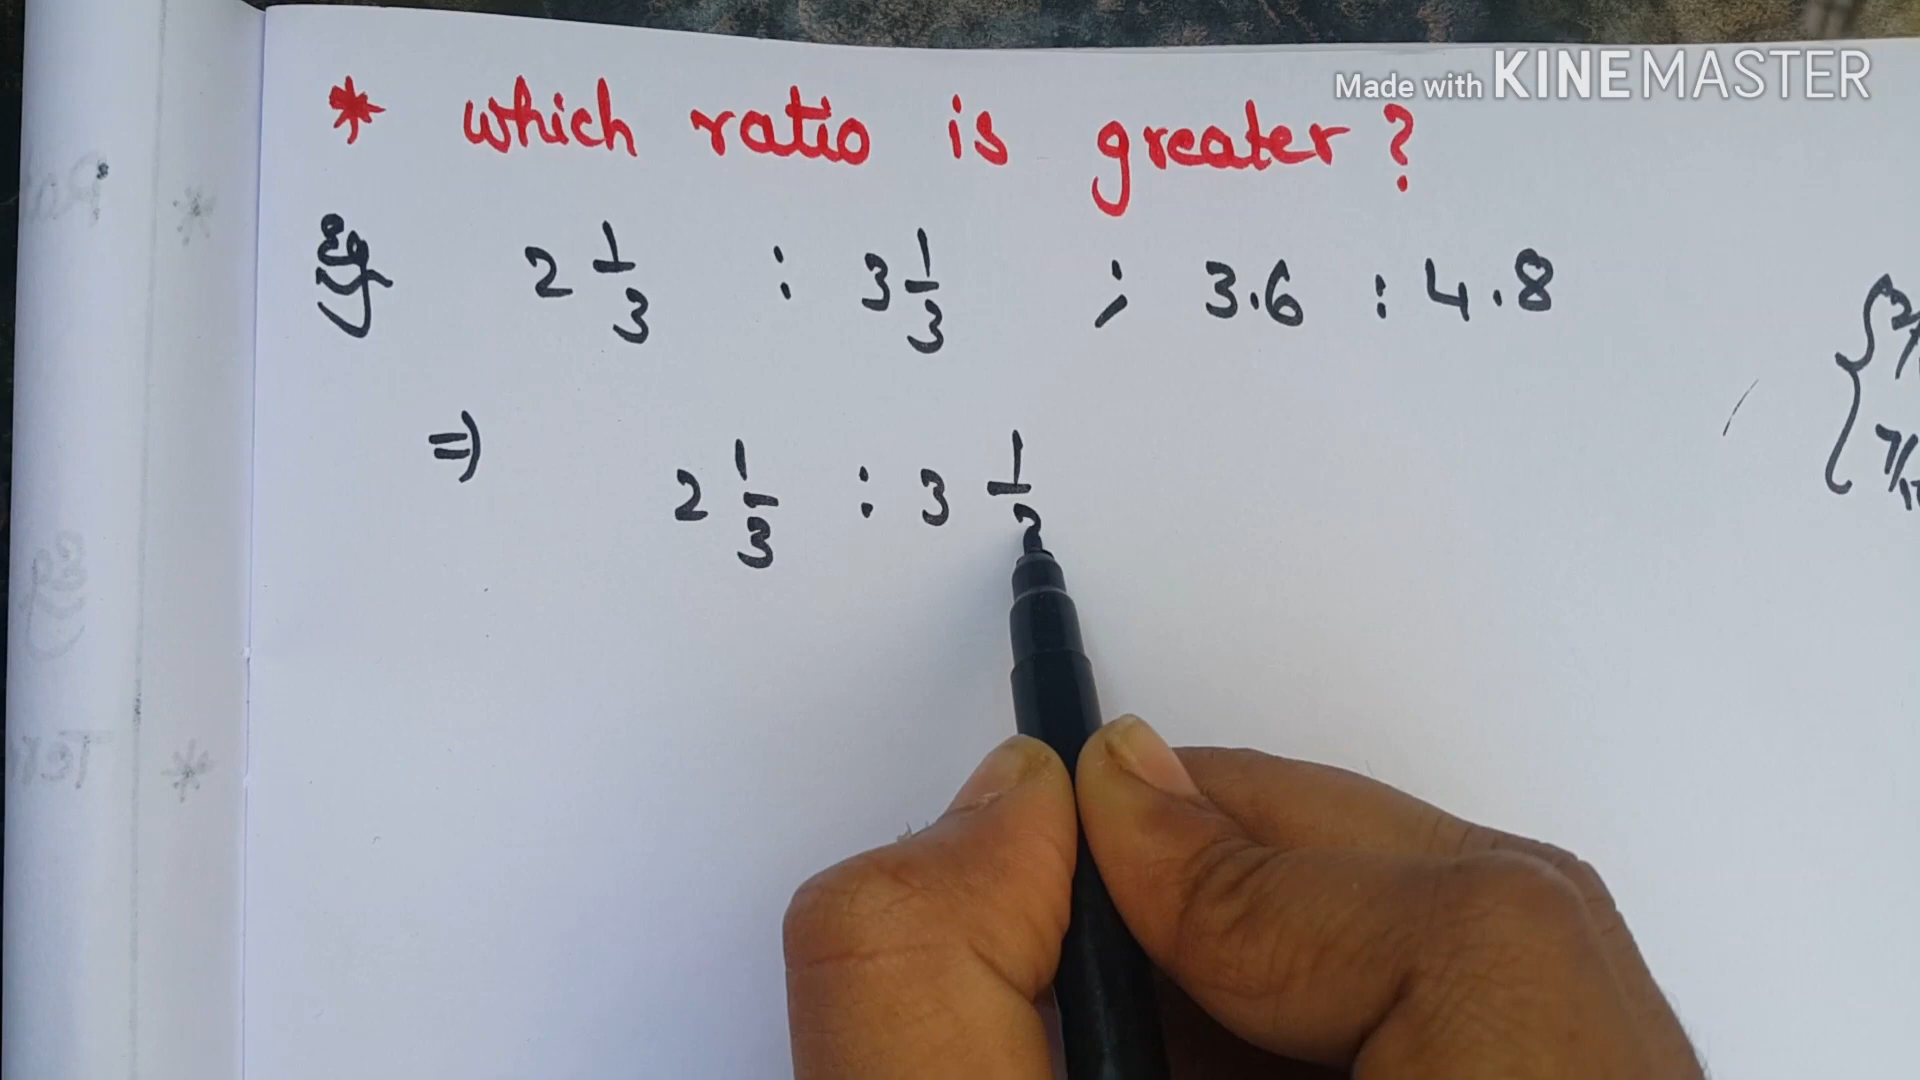 Made with KINEMASTER
* which ratio is greater?
Eg 2 1/3 : 3 1/3 ; 3.6 : 4.8
=) 2 1/3 : 3 1/3